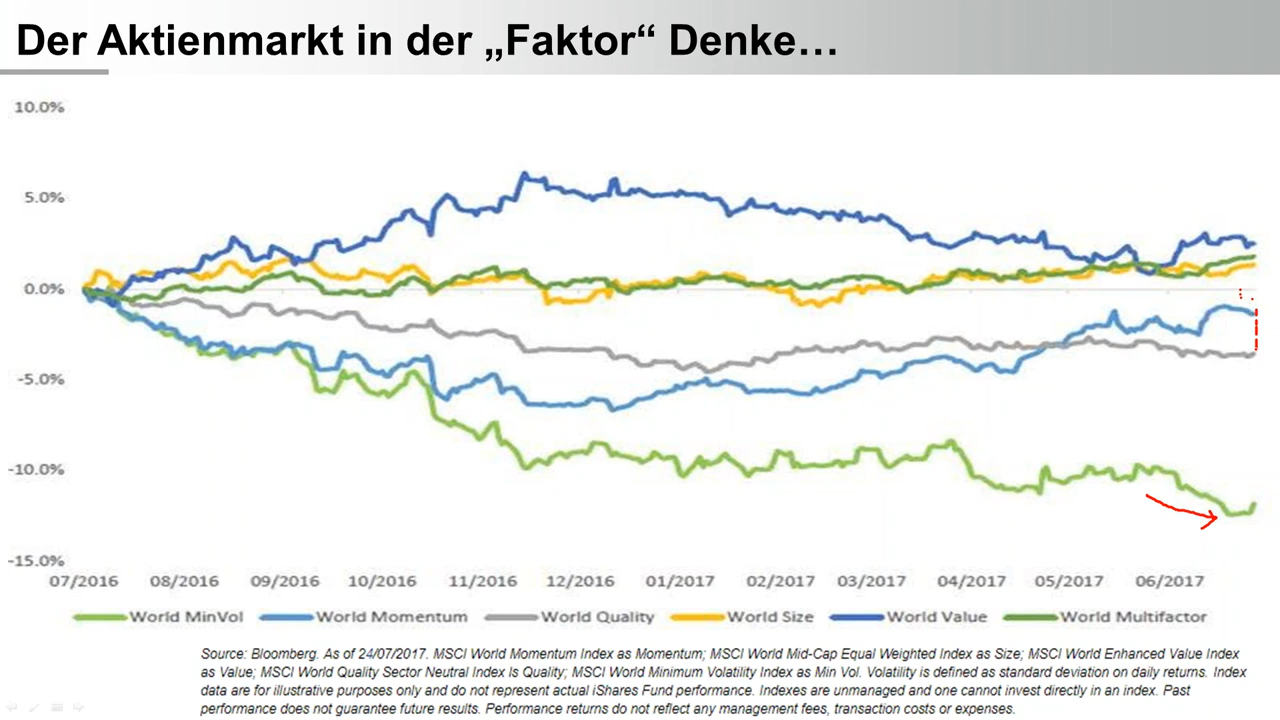 Der Aktienmarkt in der „Faktor“ Denke…
10.0%
5.0%
0.0%
-5.0%
-10.0%
-15.0%
07/2016 08/2016 09/2016 10/2016 11/2016 12/2016 01/2017 02/2017 03/2017 04/2017 05/2017 06/2017
World MinVol World Momentum World Quality World Size World Value World Multifactor
Source: Bloomberg. As of 24/07/2017. MSCI World Momentum Index as Momentum; MSCI World Mid-Cap Equal Weighted Index as Size; MSCI World Enhanced Value Index
as Value; MSCI World Quality Sector Neutral Index Is Quality; MSCI World Minimum Volatility Index as Min Vol. Volatility is defined as standard deviation on daily returns. Index
data are for illustrative purposes only and do not represent actual iShares Fund performance. Indexes are unmanaged and one cannot invest directly in an index. Past
performance does not guarantee future results. Performance returns do not reflect any management fees, transaction costs or expenses.